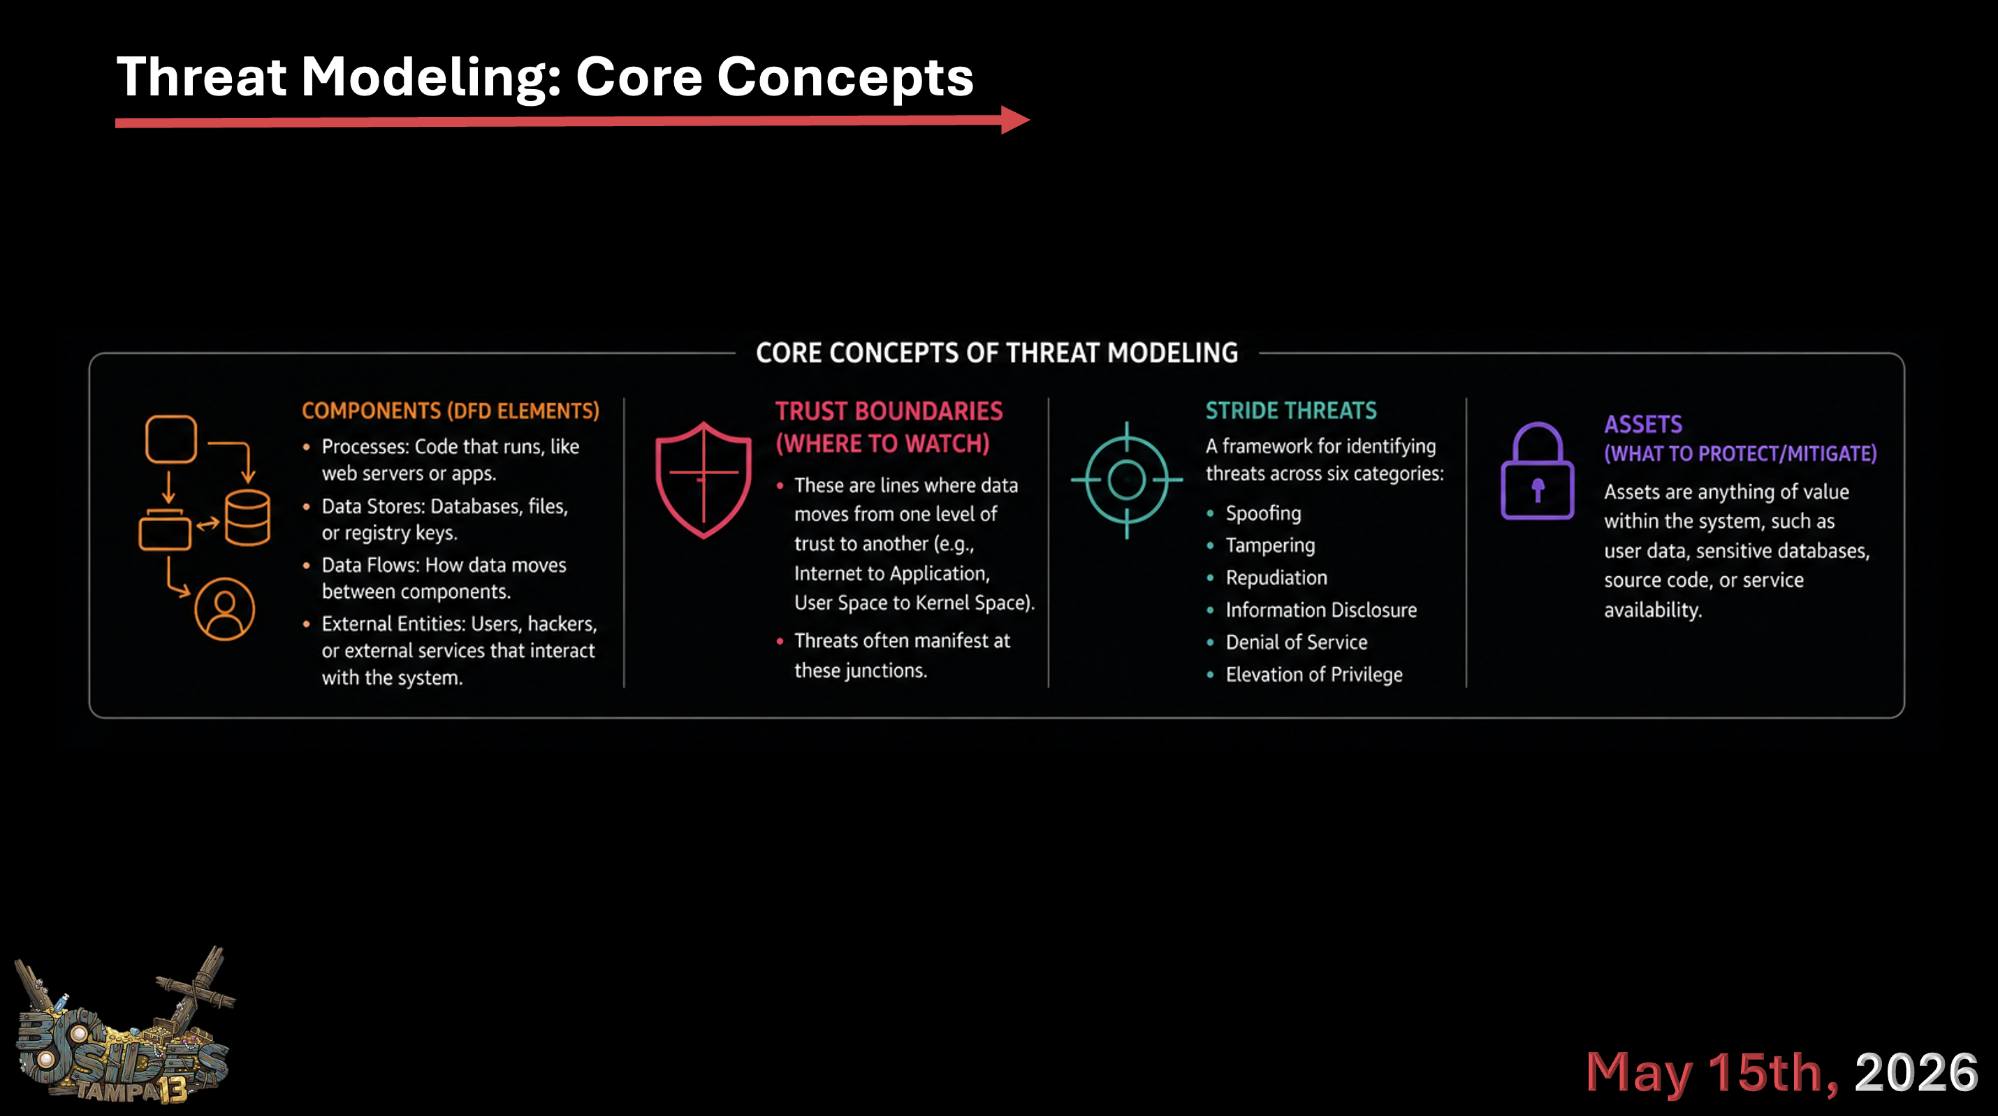 Threat Modeling: Core Concepts
CORE CONCEPTS OF THREAT MODELING
COMPONENTS (DFD ELEMENTS)
• Processes: Code that runs, like
web servers or apps.
• Data Stores: Databases, files,
or registry keys.
• Data Flows: How data moves
between components.
• External Entities: Users, hackers,
or external services that interact
with the system.
TRUST BOUNDARIES
(WHERE TO WATCH)
• These are lines where data
moves from one level of
trust to another (e.g.,
Internet to Application,
User Space to Kernel Space).
• Threats often manifest at
these junctions.
STRIDE THREATS
A framework for identifying
threats across six categories:
• Spoofing
• Tampering
• Repudiation
• Information Disclosure
• Denial of Service
• Elevation of Privilege
ASSETS
(WHAT TO PROTECT/MITIGATE)
Assets are anything of value
within the system, such as
user data, sensitive databases,
source code, or service
availability.
BSIDES
TAMPA 13
May 15th, 2026